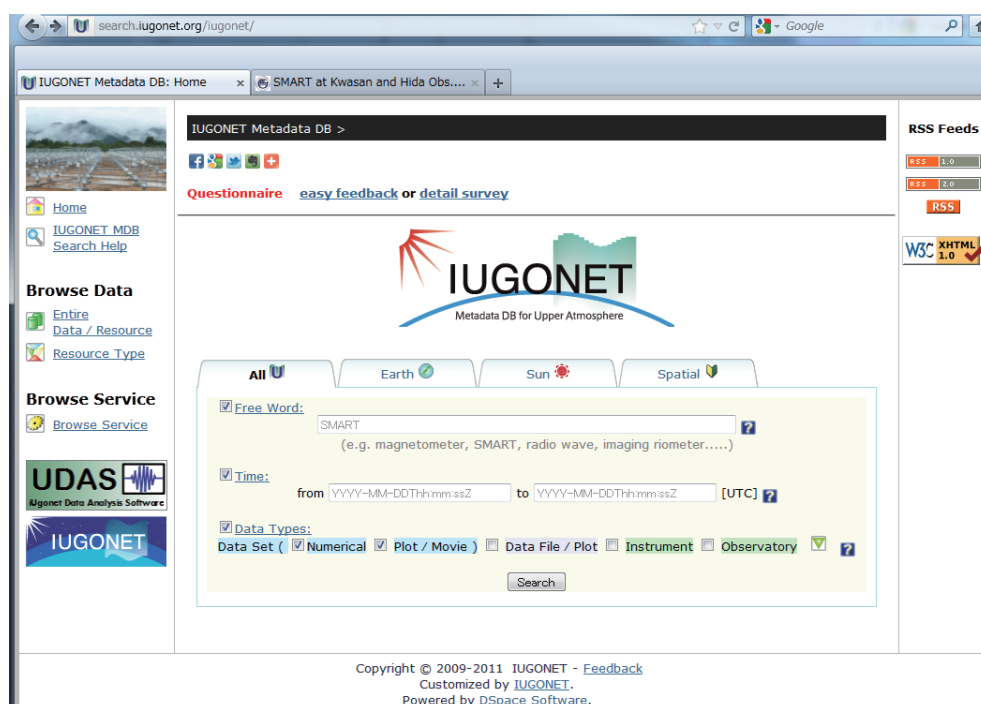 search.iugonet.org/iugonet/
Google
IUGONET Metadata DB: Home
SMART at Kwasan and Hida Obs....
IUGONET Metadata DB >
RSS Feeds
RSS 1.0
RSS 2.0
RSS
W3C XHTML 1.0
Questionnaire easy feedback or detail survey
Home
IUGONET MDB
Search Help
Browse Data
Entire
Data / Resource
Resource Type
Browse Service
Browse Service
UDAS
iUgonet Data Analysis Software
IUGONET
IUGONET
Metadata DB for Upper Atmosphere
All Earth Sun Spatial
Free Word:
SMART
(e.g. magnetometer, SMART, radio wave, imaging riometer.....)
Time:
from YYYY-MM-DDThh:mm:ssZ to YYYY-MM-DDThh:mm:ssZ [UTC]
Data Types:
Data Set ( Numerical Plot / Movie ) Data File / Plot Instrument Observatory
Search
Copyright © 2009-2011 IUGONET - Feedback
Customized by IUGONET.
Powered by DSpace Software.